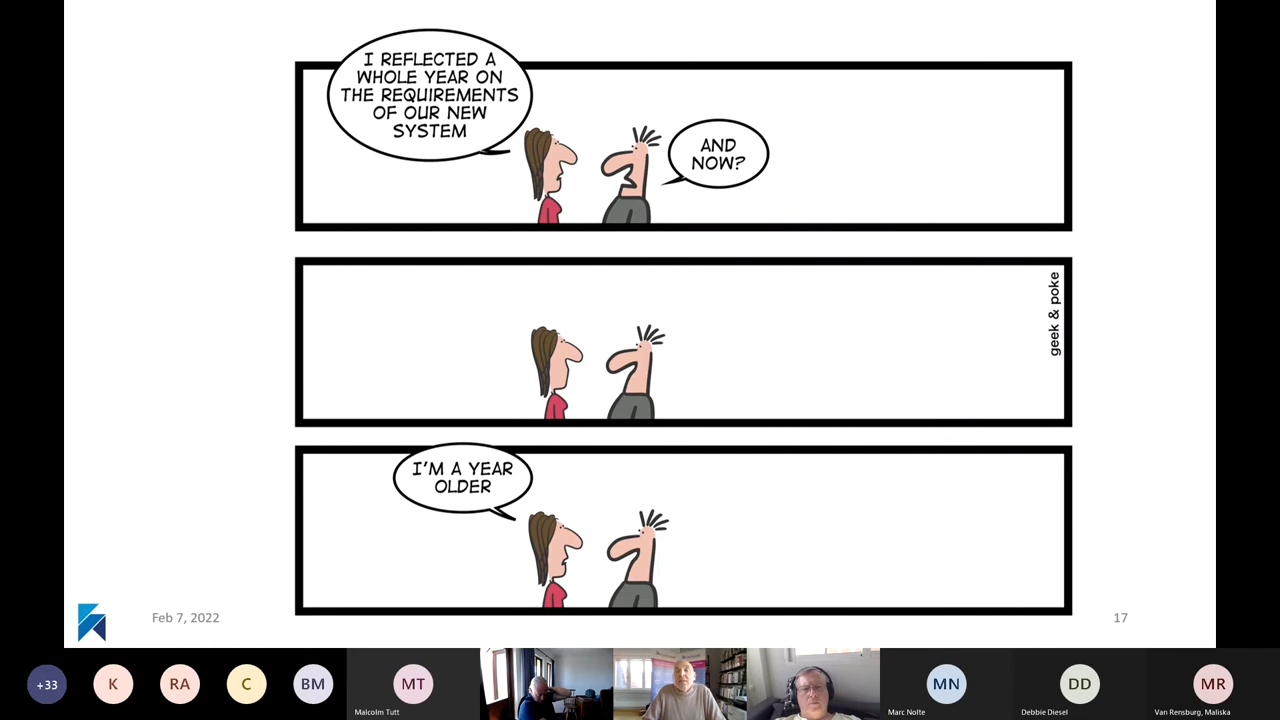 I REFLECTED A
WHOLE YEAR ON
THE REQUIREMENTS
OF OUR NEW
SYSTEM
AND
NOW?
geek & poke
I'M A YEAR
OLDER
Feb 7, 2022
17
+33
K
RA
C
BM
MT
Malcolm Tutt
MN
Marc Nolte
DD
Debbie Diesel
MR
Van Rensburg, Maliska